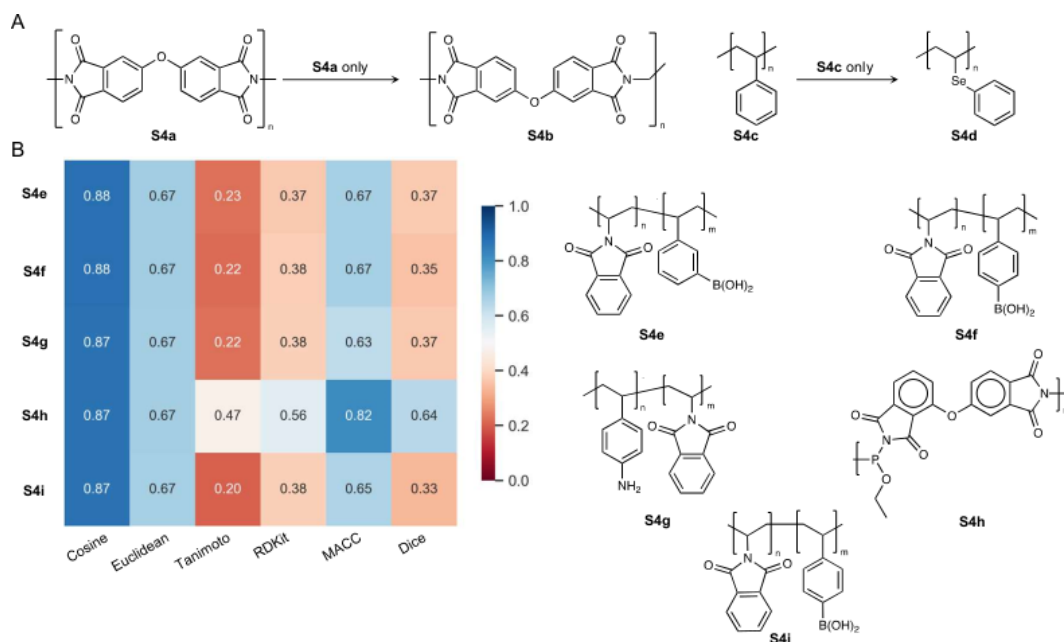 A
S4a only
S4c only
O
O
O
O
O
N
N
n
S4a
O
O
O
O
O
N
N
n
S4b
n
S4c
n
Se
S4d
B
S4e 0.88 0.67 0.23 0.37 0.67 0.37
S4f 0.88 0.67 0.22 0.38 0.67 0.35
S4g 0.87 0.67 0.22 0.38 0.63 0.37
S4h 0.87 0.67 0.47 0.56 0.82 0.64
S4i 0.87 0.67 0.20 0.38 0.65 0.33
Cosine Euclidean Tanimoto RDKit MACC Dice
1.0
0.8
0.6
0.4
0.2
0.0
n
m
O
N
O
B(OH)2
S4e
n
m
O
N
O
B(OH)2
S4f
n
m
N
O
O
NH2
S4g
O
O
O
O
O
N
N
P
O
S4h
n
m
O
N
O
B(OH)2
S4i